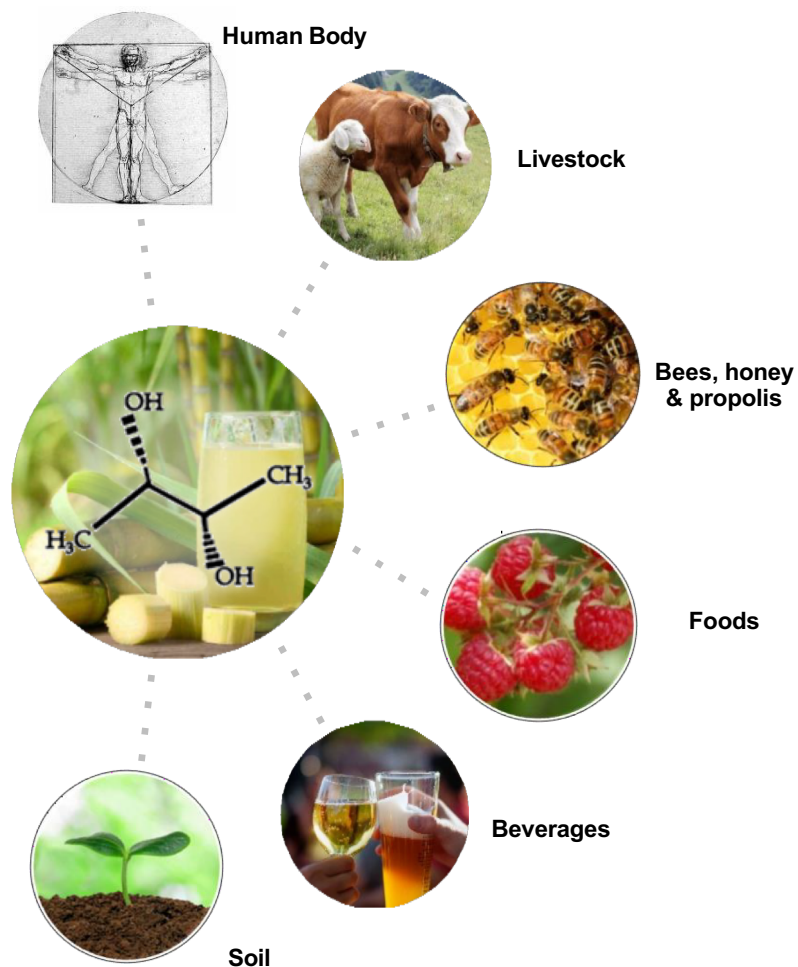 Human Body
Livestock
Bees, honey
& propolis
OH
CH₃
H₃C
OH
Foods
Beverages
Soil